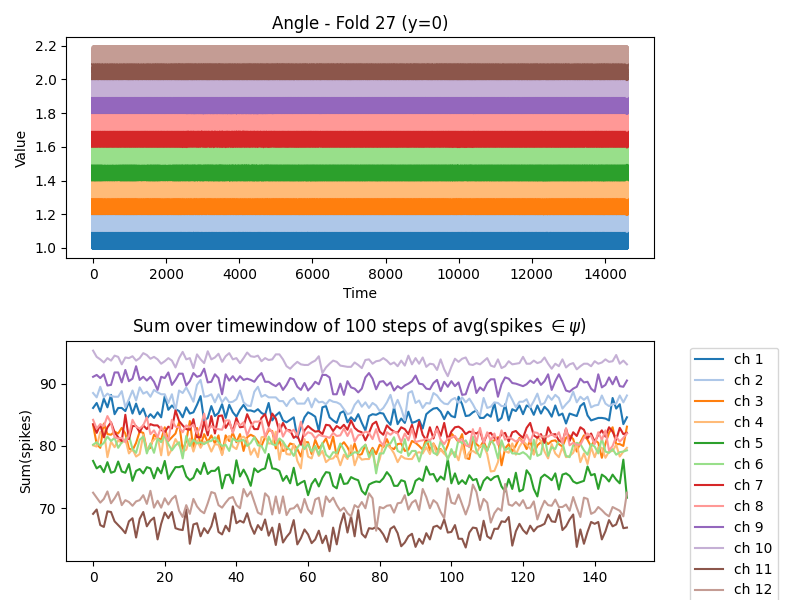 Angle - Fold 27 (y=0)
Value
2.2
2.0
1.8
1.6
1.4
1.2
1.0
0 2000 4000 6000 8000 10000 12000 14000
Time
Sum over timewindow of 100 steps of avg(spikes ∈ ψ)
Sum(spikes)
90
80
70
0 20 40 60 80 100 120 140
ch 1
ch 2
ch 3
ch 4
ch 5
ch 6
ch 7
ch 8
ch 9
ch 10
ch 11
ch 12